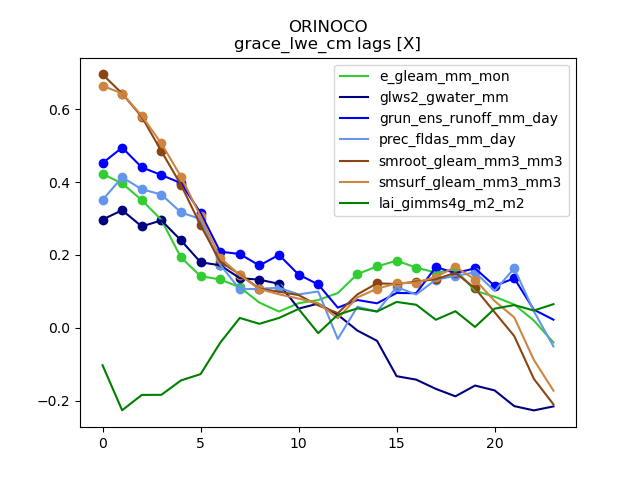 ORINOCO
grace_lwe_cm lags [X]
e_gleam_mm_mon
glws2_gwater_mm
grun_ens_runoff_mm_day
prec_fldas_mm_day
smroot_gleam_mm3_mm3
smsurf_gleam_mm3_mm3
lai_gimms4g_m2_m2
0.6
0.4
0.2
0.0
−0.2
0 5 10 15 20